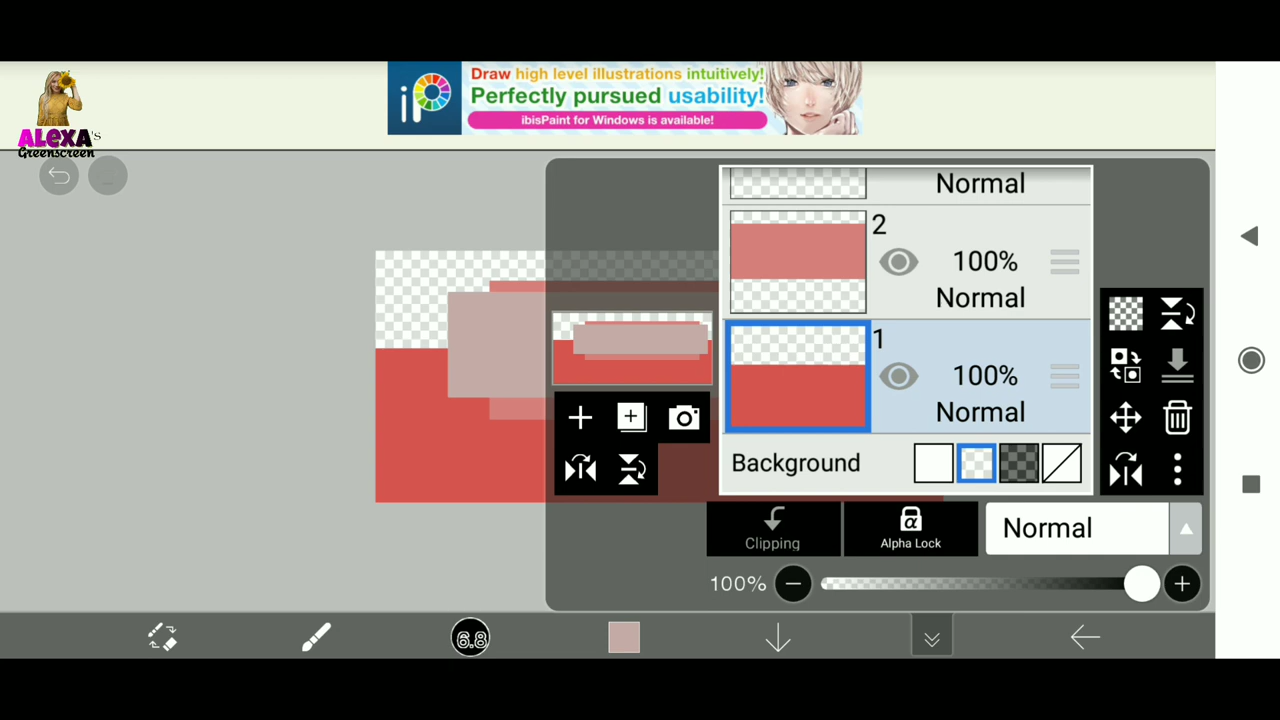 Draw high level illustrations intuitively!
Perfectly pursued usability!
ibisPaint for Windows is available!
iP
ALEXA's
Greenscreen
Normal
2
100%
Normal
1
100%
Normal
Background
Clipping
Alpha Lock
α
Normal
100%
6.8